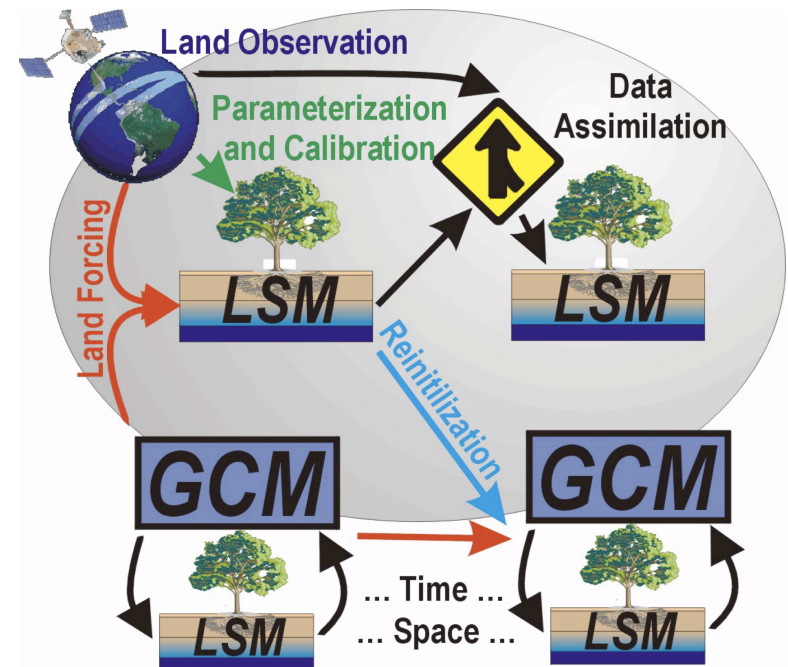 Land Observation
Parameterization
and Calibration
Data
Assimilation
Land Forcing
LSM
LSM
Reinitilization
GCM
GCM
... Time ...
... Space ...
LSM
LSM